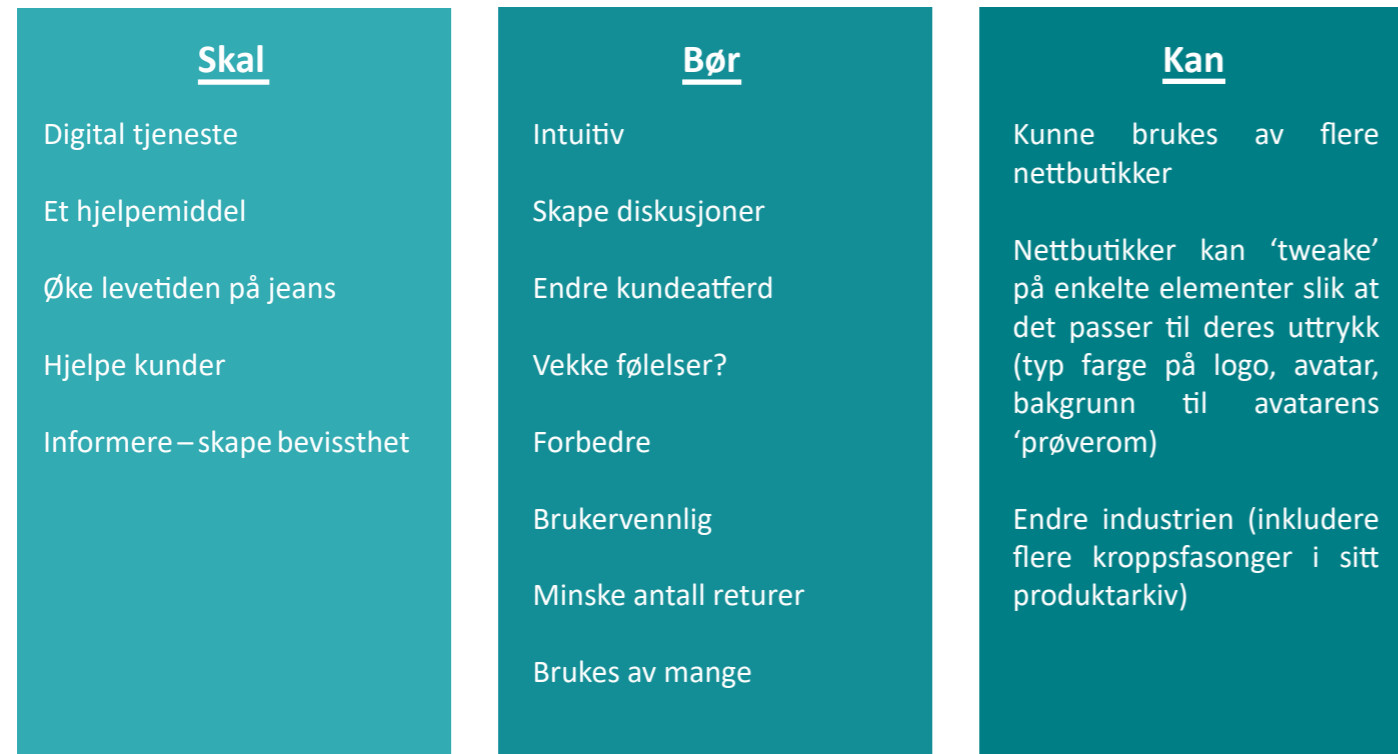 Skal
Digital tjeneste
Et hjelpemiddel
Øke levetiden på jeans
Hjelpe kunder
Informere – skape bevissthet
Bør
Intuitiv
Skape diskusjoner
Endre kundeatferd
Vekke følelser?
Forbedre
Brukervennlig
Minske antall returer
Brukes av mange
Kan
Kunne brukes av flere
nettbutikker
Nettbutikker kan ‘tweake’
på enkelte elementer slik at
det passer til deres uttrykk
(typ farge på logo, avatar,
bakgrunn til avatarens
‘prøverom)
Endre industrien (inkludere
flere kroppsfasonger i sitt
produktarkiv)